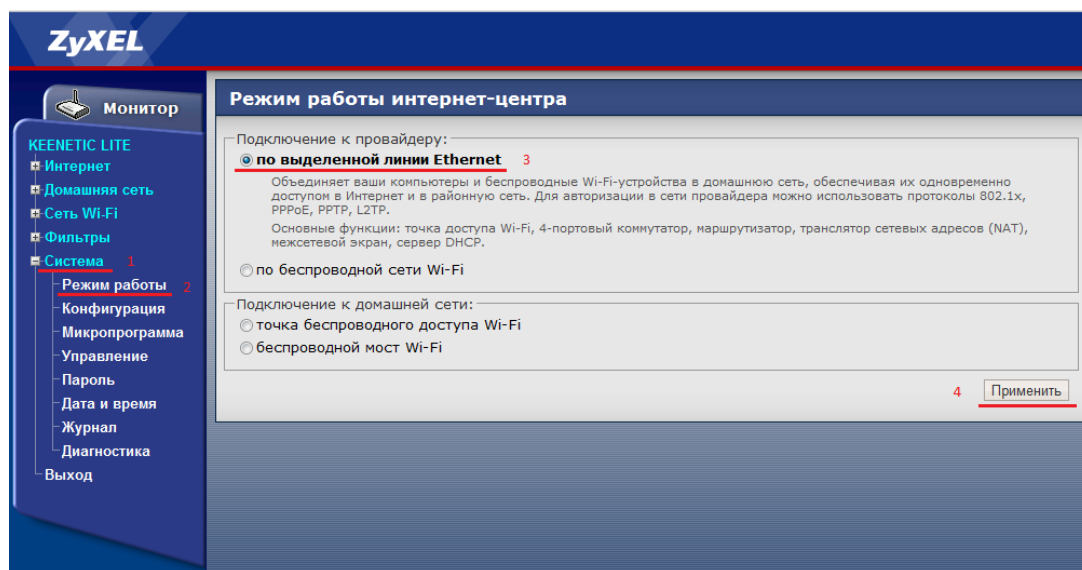 ZyXEL
Монитор
KEENETIC LITE
Интернет
Домашняя сеть
Сеть Wi-Fi
Фильтры
Система 1
Режим работы 2
Конфигурация
Микропрограмма
Управление
Пароль
Дата и время
Журнал
Диагностика
Выход
Режим работы интернет-центра
Подключение к провайдеру:
по выделенной линии Ethernet 3
Объединяет ваши компьютеры и беспроводные Wi-Fi-устройства в домашнюю сеть, обеспечивая их одновременно
доступом в Интернет и в районную сеть. Для авторизации в сети провайдера можно использовать протоколы 802.1x,
PPPoE, PPTP, L2TP.
Основные функции: точка доступа Wi-Fi, 4-портовый коммутатор, маршрутизатор, транслятор сетевых адресов (NAT),
межсетевой экран, сервер DHCP.
по беспроводной сети Wi-Fi
Подключение к домашней сети:
точка беспроводного доступа Wi-Fi
беспроводной мост Wi-Fi
4 Применить